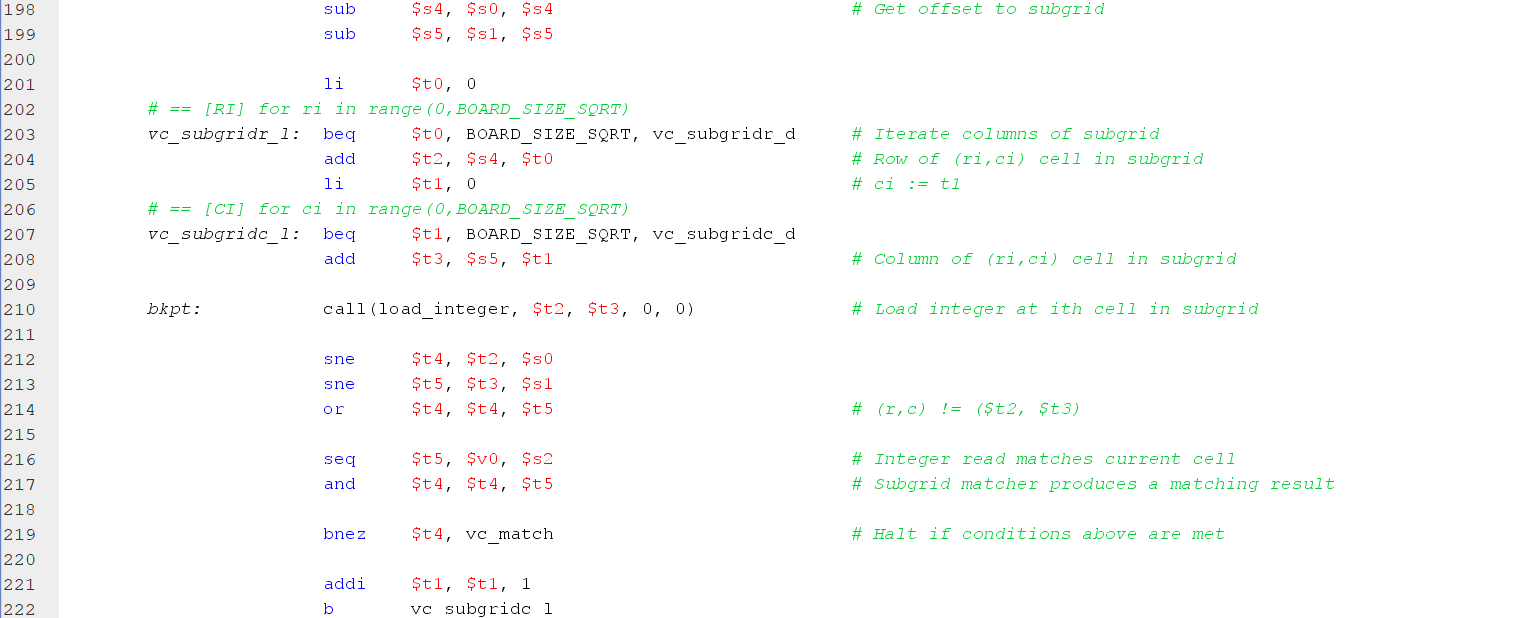 198 sub $s4, $s0, $s4 # Get offset to subgrid
199 sub $s5, $s1, $s5
200
201 li $t0, 0
202 # == [RI] for ri in range(0,BOARD_SIZE_SQRT)
203 vc_subgridr_l: beq $t0, BOARD_SIZE_SQRT, vc_subgridr_d # Iterate columns of subgrid
204 add $t2, $s4, $t0 # Row of (ri,ci) cell in subgrid
205 li $t1, 0 # ci := t1
206 # == [CI] for ci in range(0,BOARD_SIZE_SQRT)
207 vc_subgridc_l: beq $t1, BOARD_SIZE_SQRT, vc_subgridc_d
208 add $t3, $s5, $t1 # Column of (ri,ci) cell in subgrid
209
210 bkpt: call(load_integer, $t2, $t3, 0, 0) # Load integer at ith cell in subgrid
211
212 sne $t4, $t2, $s0
213 sne $t5, $t3, $s1
214 or $t4, $t4, $t5 # (r,c) != ($t2, $t3)
215
216 seq $t5, $v0, $s2 # Integer read matches current cell
217 and $t4, $t4, $t5 # Subgrid matcher produces a matching result
218
219 bnez $t4, vc_match # Halt if conditions above are met
220
221 addi $t1, $t1, 1
222 b vc_subgridc_l